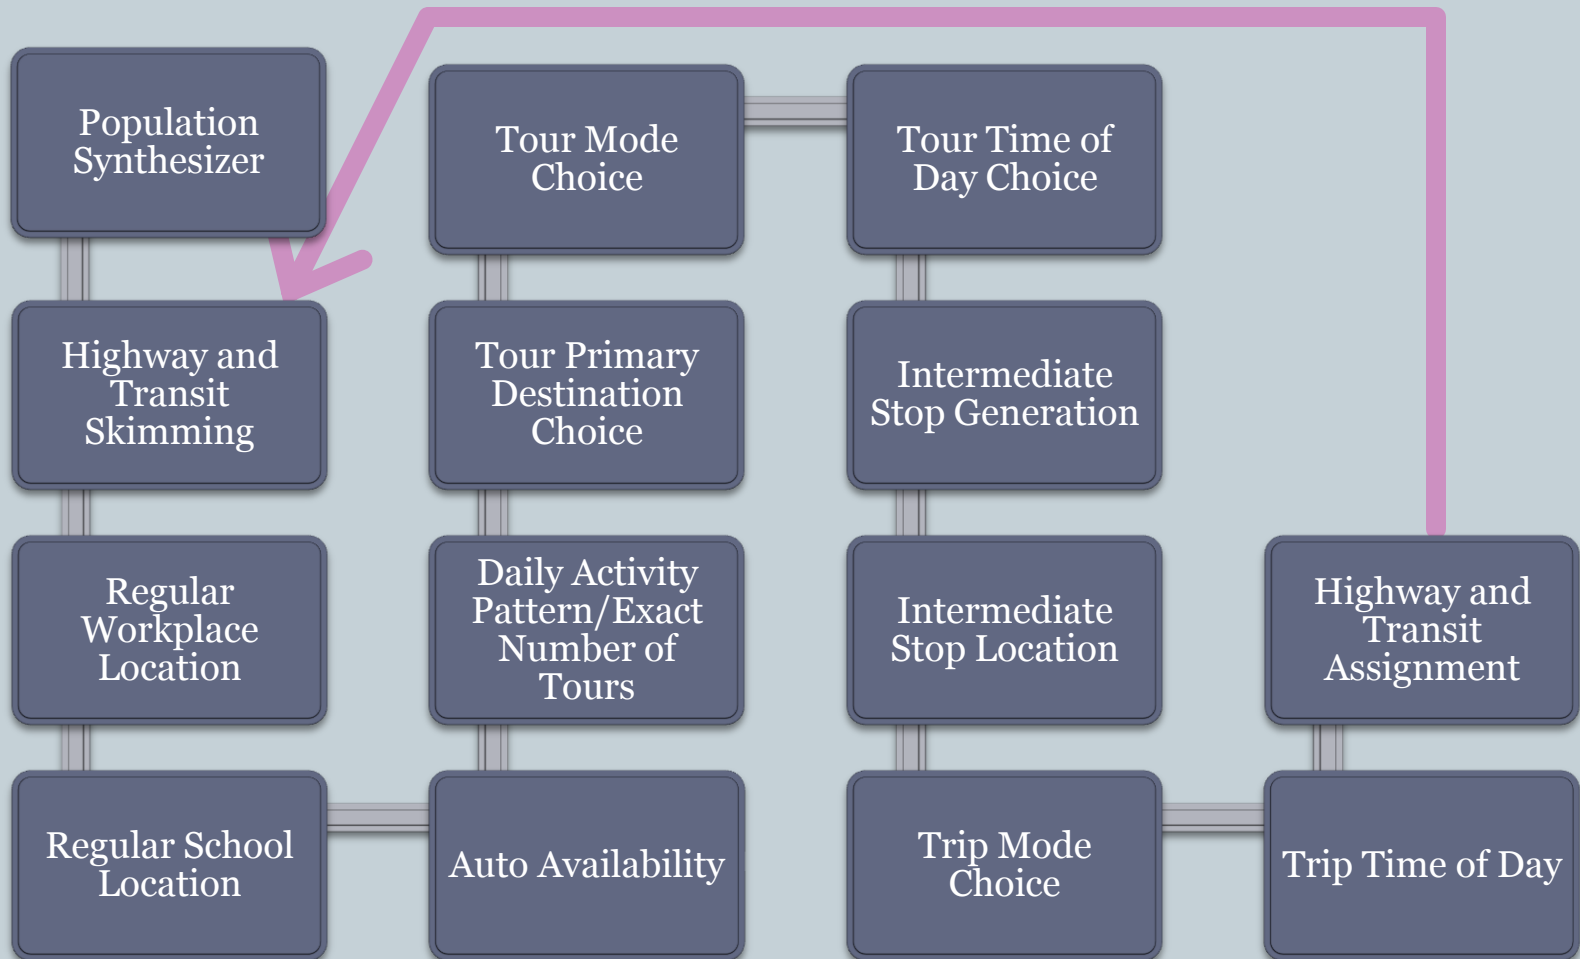 Population
Synthesizer
Highway and
Transit
Skimming
Regular
Workplace
Location
Regular School
Location
Auto Availability
Daily Activity
Pattern/Exact
Number of
Tours
Tour Primary
Destination
Choice
Tour Mode
Choice
Tour Time of
Day Choice
Intermediate
Stop Generation
Intermediate
Stop Location
Trip Mode
Choice
Trip Time of Day
Highway and
Transit
Assignment